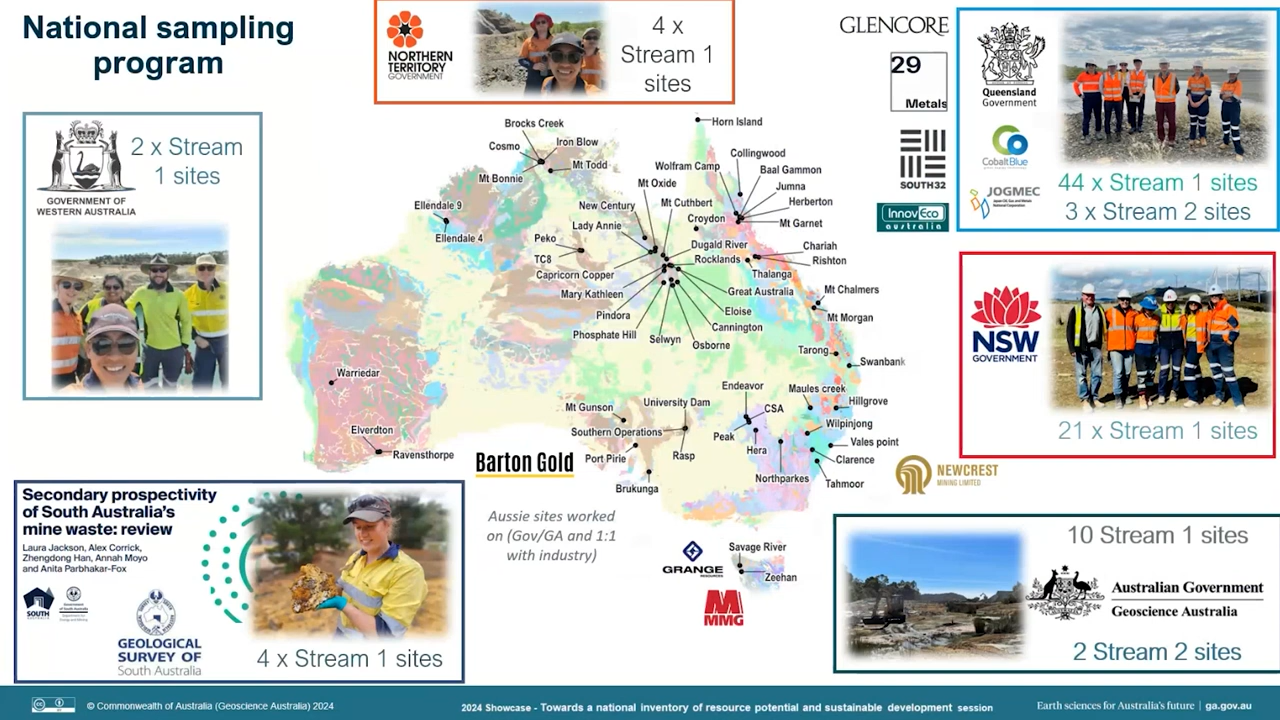 National sampling
program
NORTHERN
TERRITORY
GOVERNMENT
4 x
Stream 1
sites
GLENCORE
29
Metals
SOUTH32
InnovEco
australia
Queensland
Government
CobaltBlue
JOGMEC
44 x Stream 1 sites
3 x Stream 2 sites
GOVERNMENT OF
WESTERN AUSTRALIA
2 x Stream
1 sites
Brocks Creek
Cosmo
Iron Blow
Mt Todd
Mt Bonnie
Ellendale 9
Ellendale 4
Horn Island
Collingwood
Wolfram Camp
Baal Gammon
Mt Oxide
Jumna
Mt Cuthbert
Herberton
New Century
Croydon
Mt Garnet
Lady Annie
Peko
Dugald River
Chariah
TC8
Rocklands
Rishton
Capricorn Copper
Thalanga
Mary Kathleen
Great Australia
Mt Chalmers
Pindora
Eloise
Mt Morgan
Phosphate Hill
Cannington
Selwyn
Osborne
Tarong
Swanbank
Warriedar
Endeavor
Maules creek
Mt Gunson
University Dam
CSA
Hillgrove
Elverdton
Southern Operations
Peak
Wilpinjong
Ravensthorpe
Port Pirie
Rasp
Hera
Vales point
Clarence
Brukunga
Northparkes
Tahmoor
Savage River
Zeehan
NSW
GOVERNMENT
21 x Stream 1 sites
Barton Gold
NEWCREST
MINING LIMITED
Aussie sites worked
on (Gov/GA and 1:1
with industry)
GRANGE
RESOURCES
MMG
Secondary prospectivity
of South Australia's
mine waste: review
Laura Jackson, Alex Corrick,
Zhengdong Han, Annah Moyo
and Anita Parbhakar-Fox
SOUTH
GEOLOGICAL
SURVEY OF
South Australia
4 x Stream 1 sites
10 Stream 1 sites
Australian Government
Geoscience Australia
2 Stream 2 sites
© Commonwealth of Australia (Geoscience Australia) 2024
2024 Showcase - Towards a national inventory of resource potential and sustainable development session
Earth sciences for Australia's future | ga.gov.au